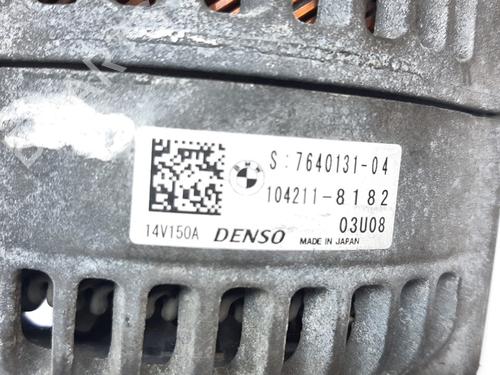 S:7640131-04
104211-8182
03U08
14V150A DENSO MADE IN JAPAN